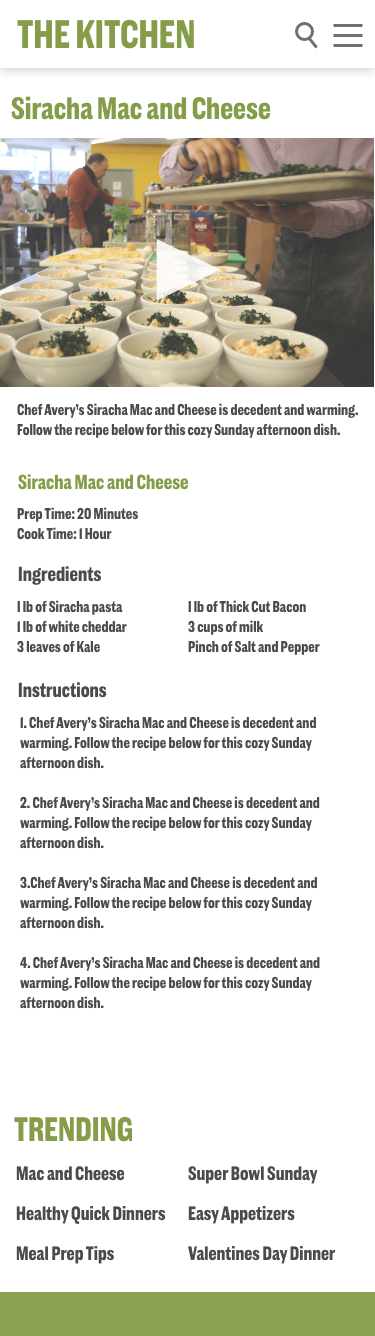 THE KITCHEN
Siracha Mac and Cheese
Chef Avery's Siracha Mac and Cheese is decedent and warming.
Follow the recipe below for this cozy Sunday afternoon dish.
Siracha Mac and Cheese
Prep Time: 20 Minutes
Cook Time: 1 Hour
Ingredients
1 lb of Siracha pasta
1 lb of white cheddar
3 leaves of Kale
1 lb of Thick Cut Bacon
3 cups of milk
Pinch of Salt and Pepper
Instructions
1. Chef Avery's Siracha Mac and Cheese is decedent and
warming. Follow the recipe below for this cozy Sunday
afternoon dish.
2. Chef Avery's Siracha Mac and Cheese is decedent and
warming. Follow the recipe below for this cozy Sunday
afternoon dish.
3.Chef Avery's Siracha Mac and Cheese is decedent and
warming. Follow the recipe below for this cozy Sunday
afternoon dish.
4. Chef Avery's Siracha Mac and Cheese is decedent and
warming. Follow the recipe below for this cozy Sunday
afternoon dish.
TRENDING
Mac and Cheese
Super Bowl Sunday
Healthy Quick Dinners
Easy Appetizers
Meal Prep Tips
Valentines Day Dinner